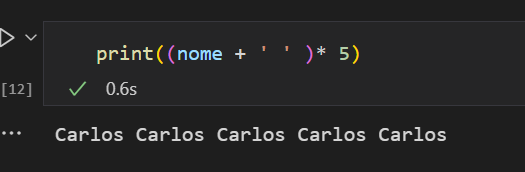 print((nome + ' ' )* 5)
[12] 0.6s
... Carlos Carlos Carlos Carlos Carlos